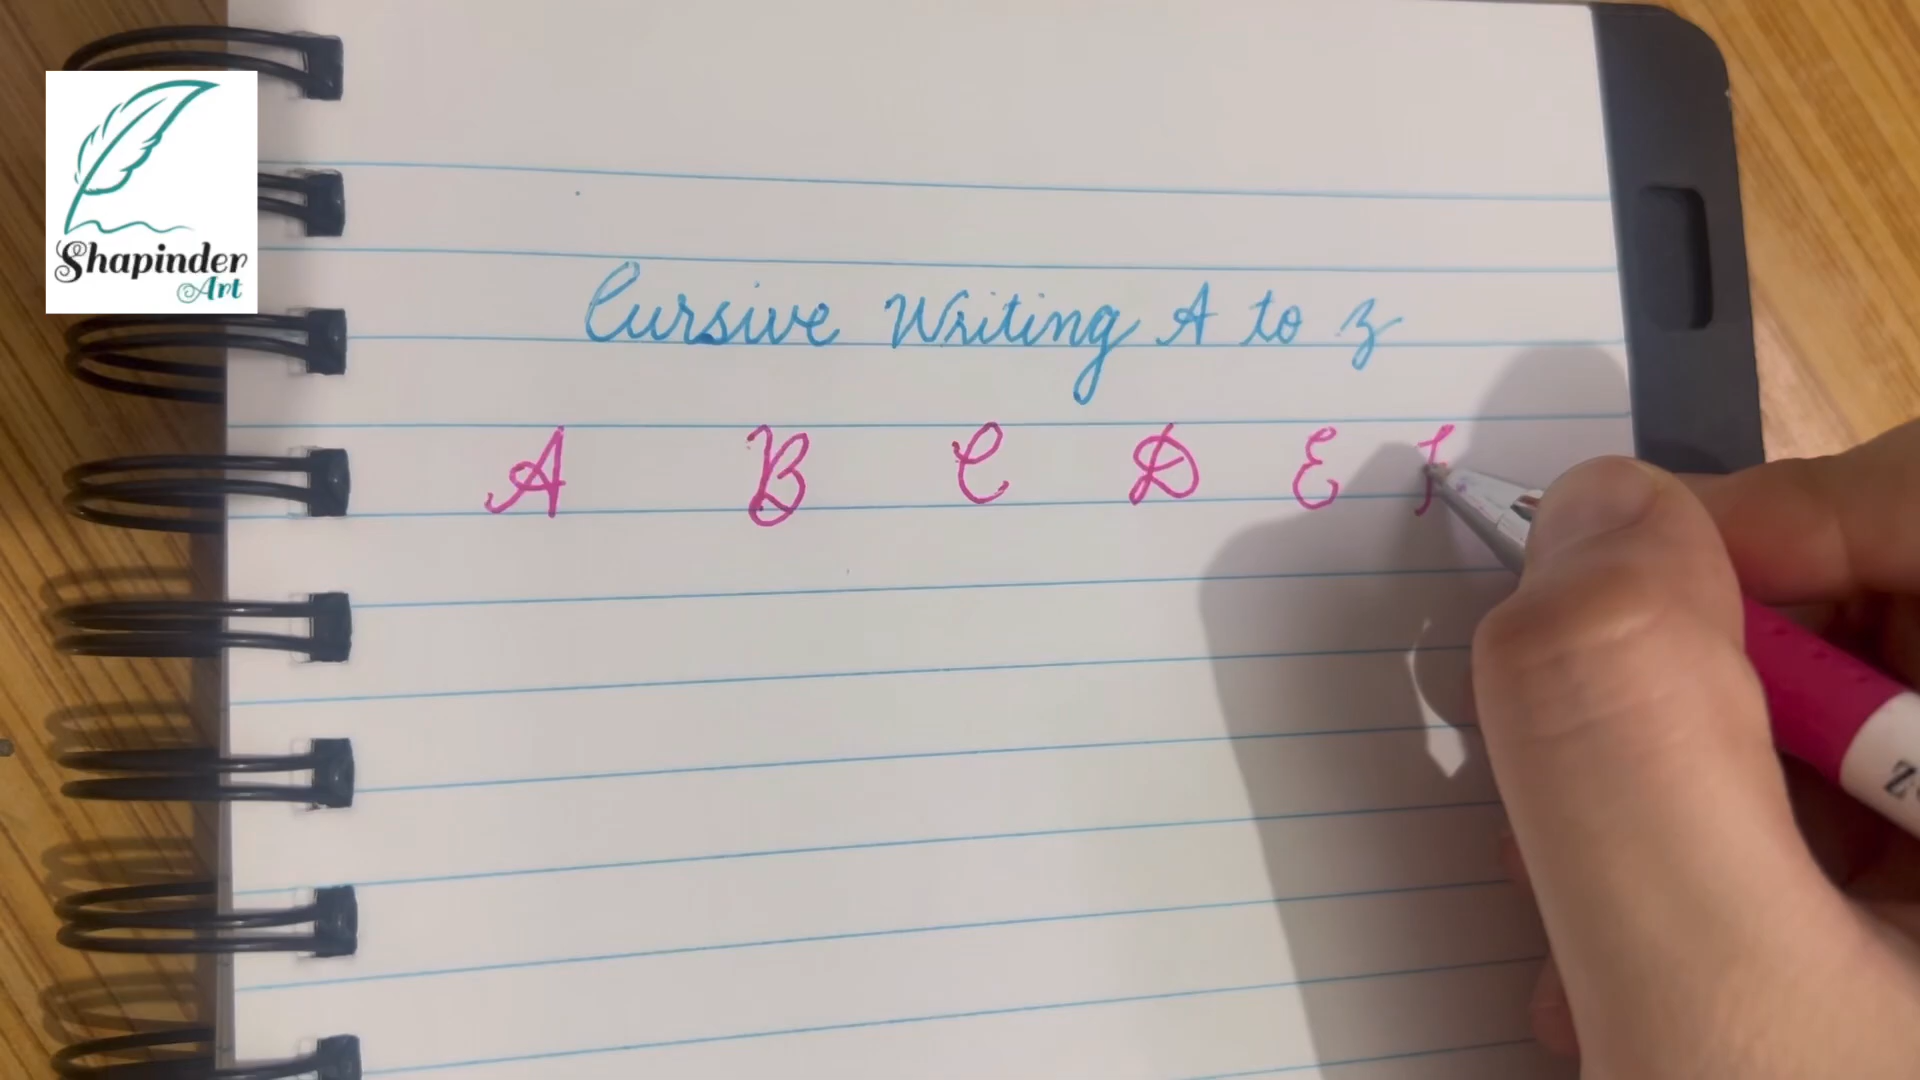 Shapinder
Art
Cursive Writing A to z
A B C D E F
Z